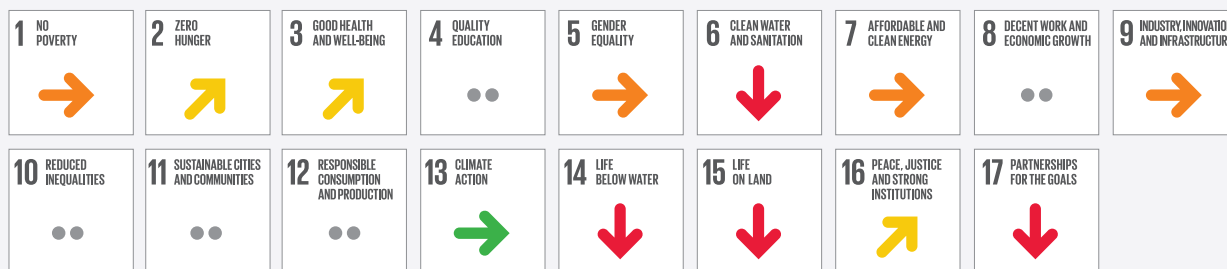 1 NO
POVERTY
2 ZERO
HUNGER
3 GOOD HEALTH
AND WELL-BEING
4 QUALITY
EDUCATION
5 GENDER
EQUALITY
6 CLEAN WATER
AND SANITATION
7 AFFORDABLE AND
CLEAN ENERGY
8 DECENT WORK AND
ECONOMIC GROWTH
9 INDUSTRY, INNOVATIO
AND INFRASTRUCTUR
10 REDUCED
INEQUALITIES
11 SUSTAINABLE CITIES
AND COMMUNITIES
12 RESPONSIBLE
CONSUMPTION
AND PRODUCTION
13 CLIMATE
ACTION
14 LIFE
BELOW WATER
15 LIFE
ON LAND
16 PEACE, JUSTICE
AND STRONG
INSTITUTIONS
17 PARTNERSHIPS
FOR THE GOALS